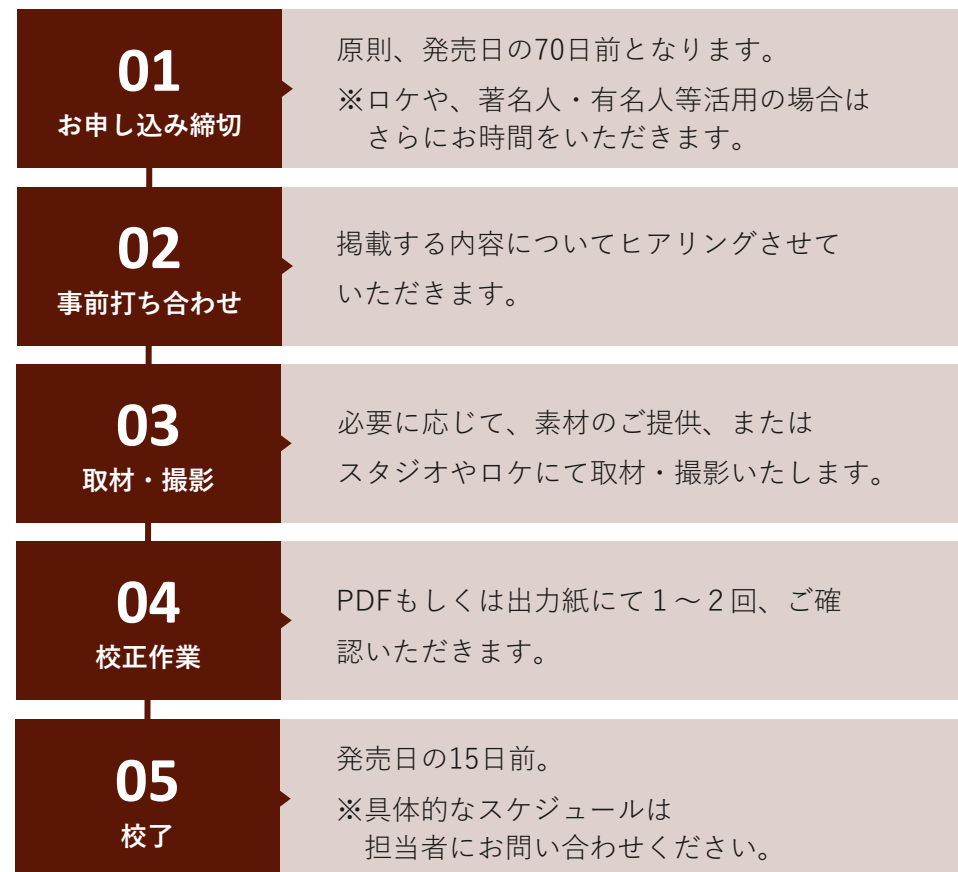 01
お申し込み締切
原則、発売日の70日前となります。
※ロケや、著名人・有名人等活用の場合は
さらにお時間をいただきます。
02
事前打ち合わせ
掲載する内容についてヒアリングさせて
いただきます。
03
取材・撮影
必要に応じて、素材のご提供、または
スタジオやロケにて取材・撮影いたします。
04
校正作業
PDFもしくは出力紙にて１～２回、ご確
認いただきます。
05
校了
発売日の15日前。
※具体的なスケジュールは
担当者にお問い合わせください。